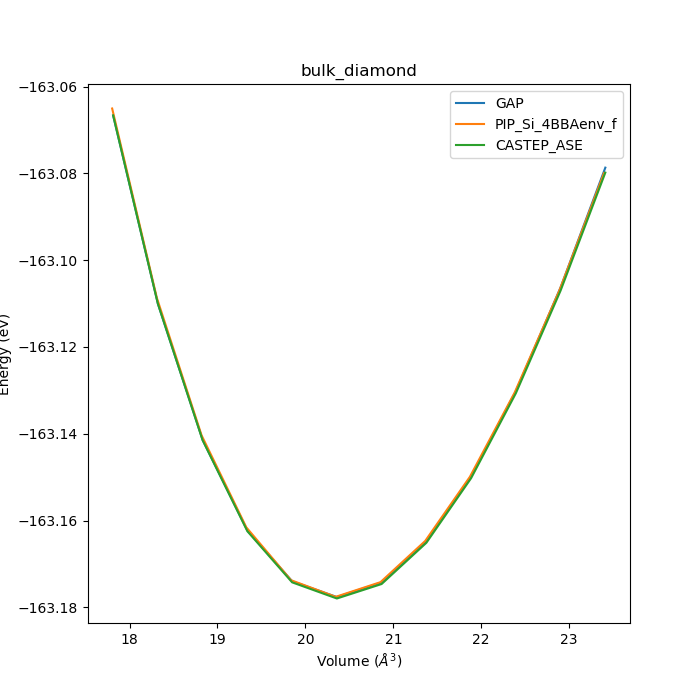 bulk_diamond
GAP
PIP_Si_4BBAenv_f
CASTEP_ASE
−163.06
−163.08
−163.10
−163.12
−163.14
−163.16
−163.18
Energy (eV)
18
19
20
21
22
23
Volume (Å³)